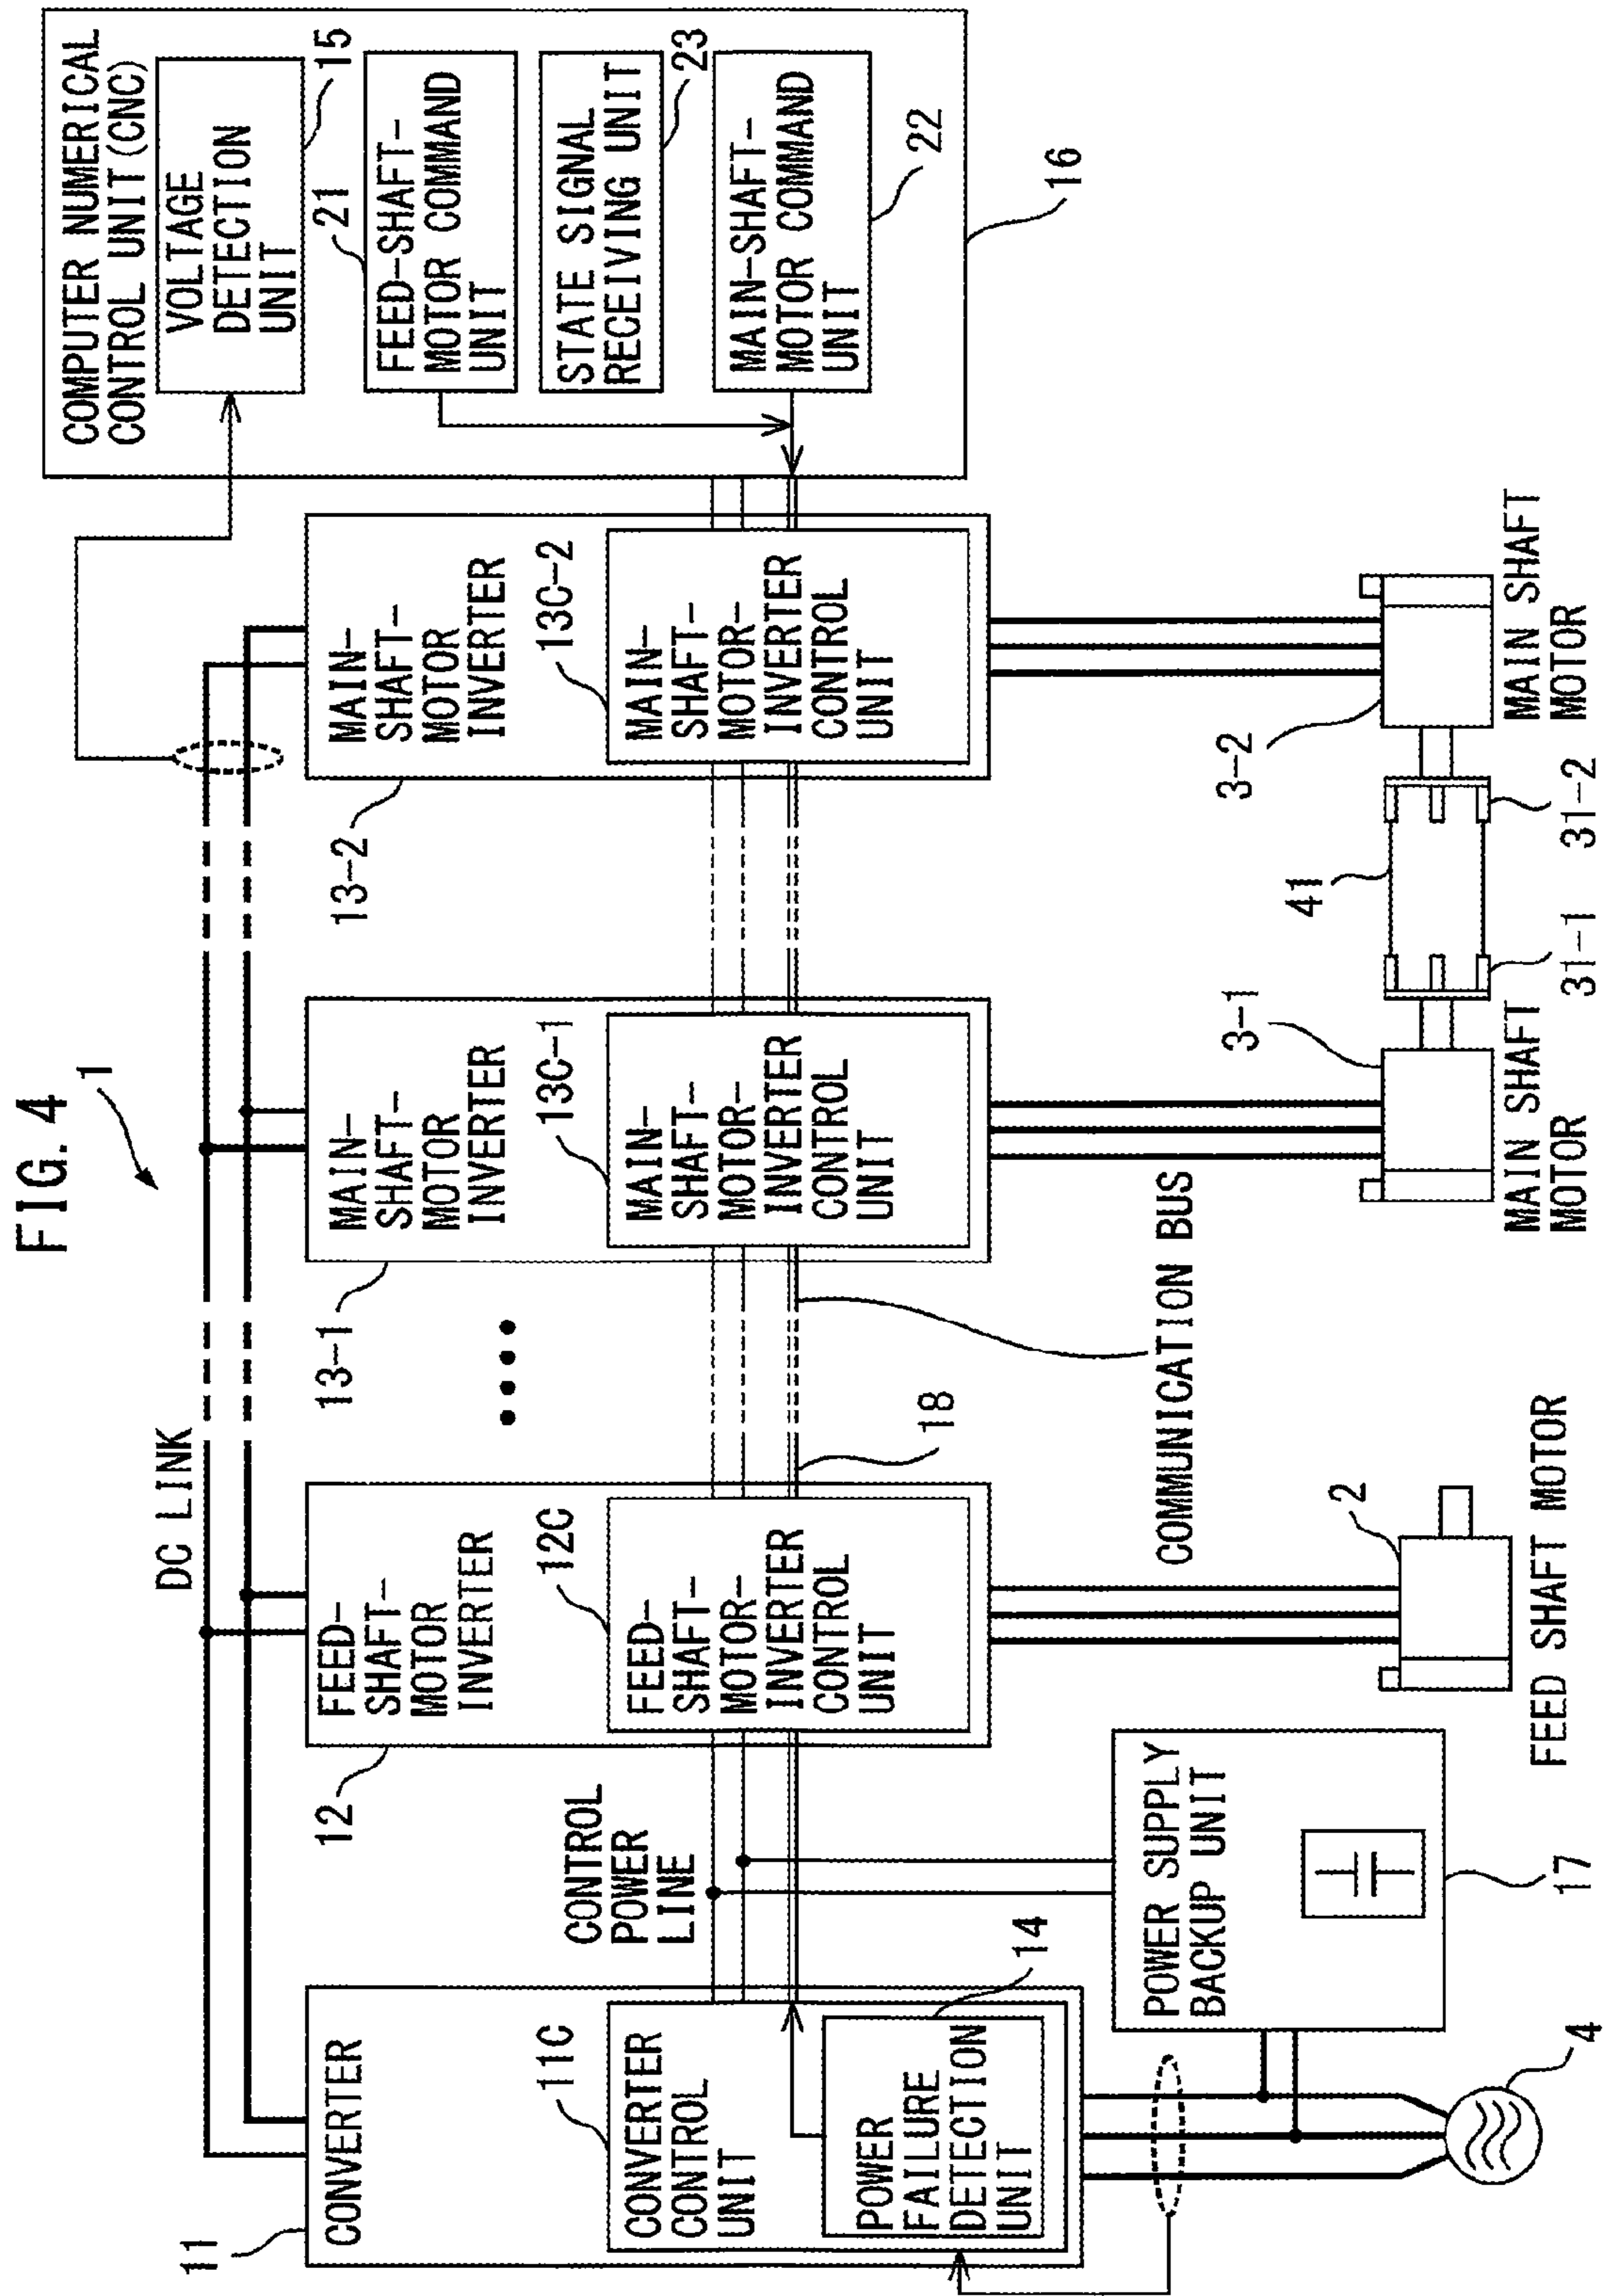 FIG. 4
1
DC LINK
11
CONVERTER
11C
CONVERTER
CONTROL
UNIT
POWER
FAILURE
DETECTION
UNIT
14
CONTROL
POWER
LINE
12
FEED-
SHAFT-
MOTOR
INVERTER
12C
FEED-
SHAFT-
MOTOR-
INVERTER
CONTROL
UNIT
18
13-1
MAIN-
SHAFT-
MOTOR
INVERTER
13C-1
MAIN-
SHAFT-
MOTOR-
INVERTER
CONTROL
UNIT
13-2
MAIN-
SHAFT-
MOTOR
INVERTER
13C-2
MAIN-
SHAFT-
MOTOR-
INVERTER
CONTROL
UNIT
COMPUTER NUMERICAL
CONTROL UNIT(CNC)
VOLTAGE
DETECTION
UNIT
15
21
FEED-SHAFT-
MOTOR COMMAND
UNIT
STATE SIGNAL
RECEIVING UNIT
23
MAIN-SHAFT-
MOTOR COMMAND
UNIT
22
16
COMMUNICATION BUS
POWER SUPPLY
BACKUP UNIT
17
4
2
FEED SHAFT MOTOR
3-1
MAIN SHAFT
MOTOR
31-1
41
31-2
3-2
MAIN SHAFT
MOTOR